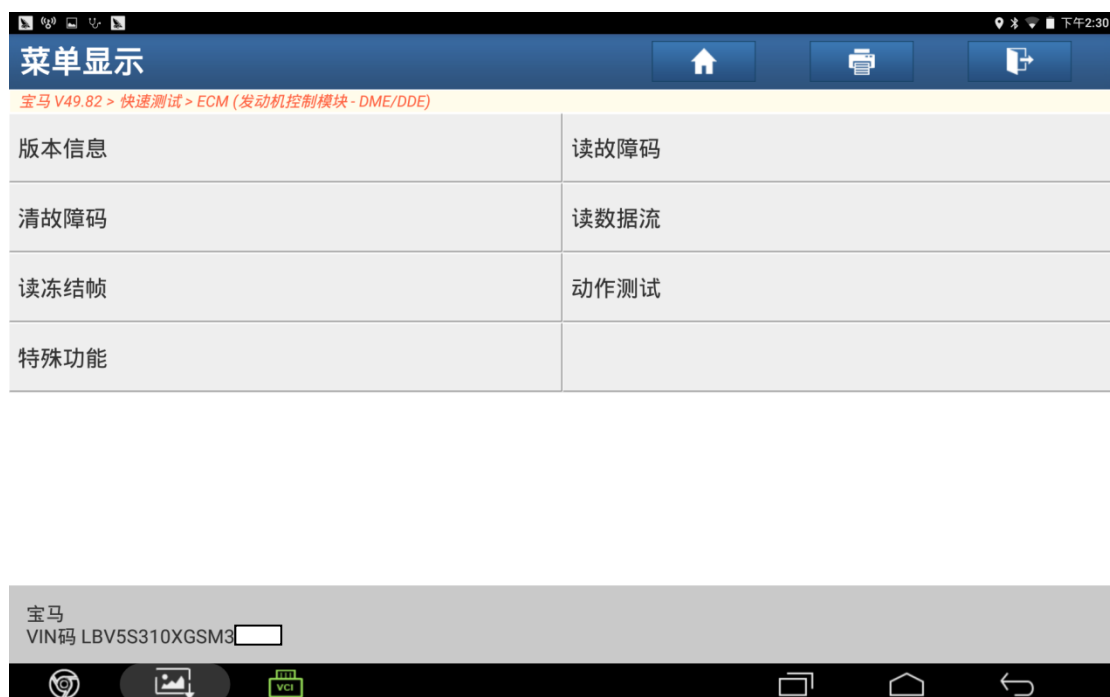 下午2:30
菜单显示
宝马 V49.82 > 快速测试 > ECM (发动机控制模块 - DME/DDE)
版本信息
读故障码
清故障码
读数据流
读冻结帧
动作测试
特殊功能
宝马
VIN码 LBV5S310XGSM3
VCI